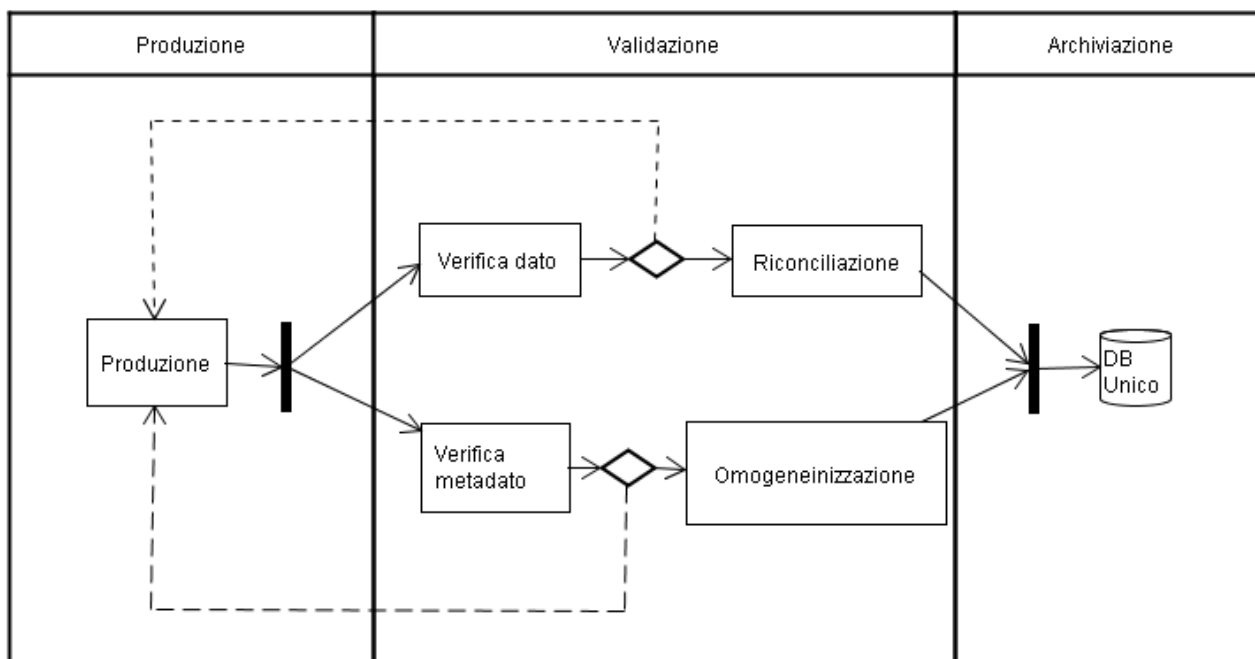 Produzione
Validazione
Archiviazione
Verifica dato
Riconciliazione
Produzione
DB
Unico
Verifica
metadato
Omogeneinizzazione